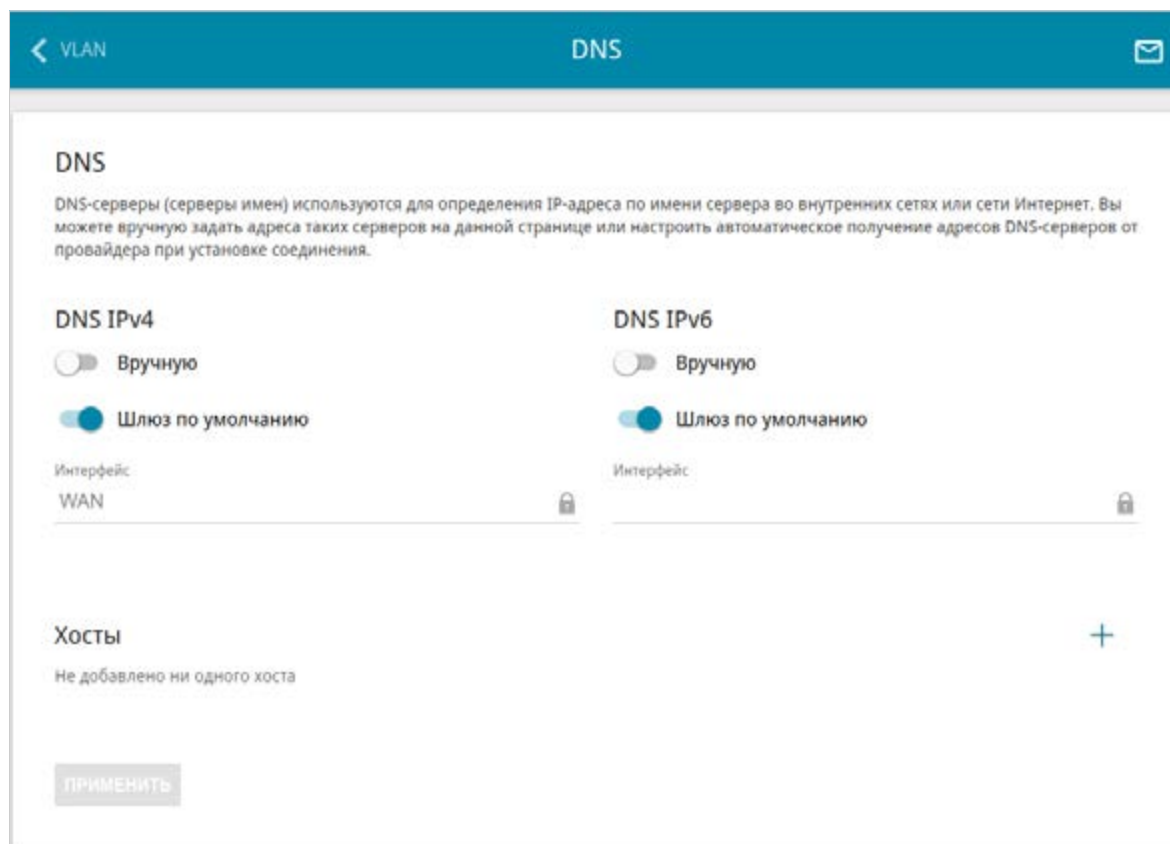 VLAN
DNS
DNS
DNS-серверы (серверы имен) используются для определения IP-адреса по имени сервера во внутренних сетях или сети Интернет. Вы
можете вручную задать адреса таких серверов на данной странице или настроить автоматическое получение адресов DNS-серверов от
провайдера при установке соединения.
DNS IPv4
Вручную
Шлюз по умолчанию
Интерфейс
WAN
DNS IPv6
Вручную
Шлюз по умолчанию
Интерфейс
Хосты
Не добавлено ни одного хоста
ПРИМЕНИТЬ